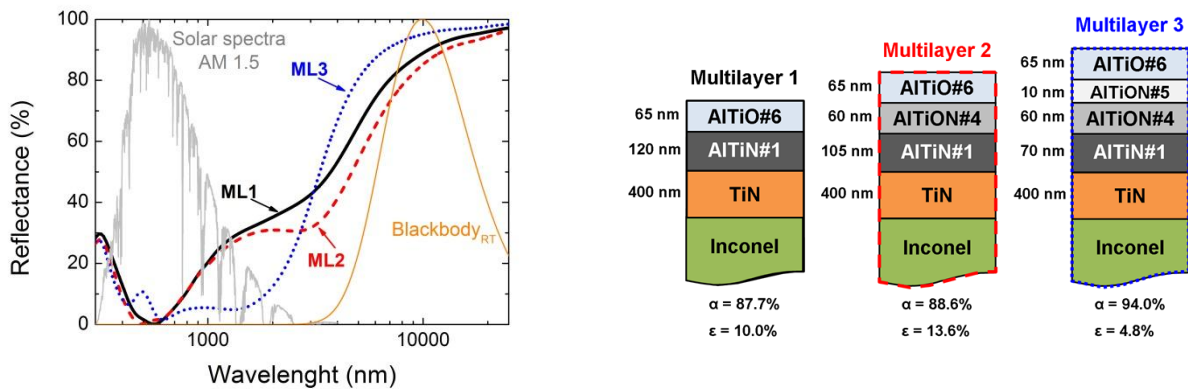 100
80
60
40
20
0
Reflectance (%)
Solar spectra
AM 1.5
ML3
ML1
ML2
Blackbody RT
1000
10000
Wavelenght (nm)
Multilayer 1
65 nm
AlTiO#6
120 nm
AlTiN#1
400 nm
TiN
Inconel
α = 87.7%
ε = 10.0%
Multilayer 2
65 nm
AlTiO#6
60 nm
AlTiON#4
105 nm
AlTiN#1
400 nm
TiN
Inconel
α = 88.6%
ε = 13.6%
Multilayer 3
65 nm
AlTiO#6
10 nm
AlTiON#5
60 nm
AlTiON#4
70 nm
AlTiN#1
400 nm
TiN
Inconel
α = 94.0%
ε = 4.8%